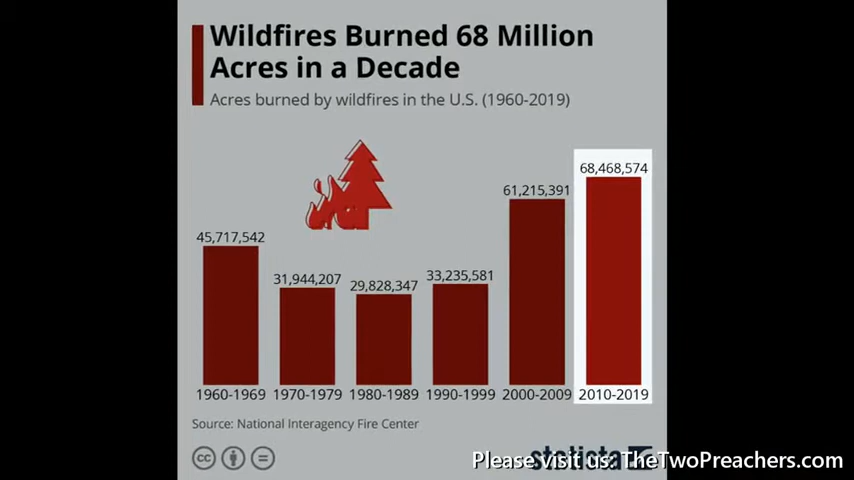 Wildfires Burned 68 Million
Acres in a Decade
Acres burned by wildfires in the U.S. (1960-2019)
68,468,574
61,215,391
45,717,542
31,944,207
29,828,347
33,235,581
1960-1969 1970-1979 1980-1989 1990-1999 2000-2009 2010-2019
Source: National Interagency Fire Center
cc
statista
Please visit us: TheTwoPreachers.com